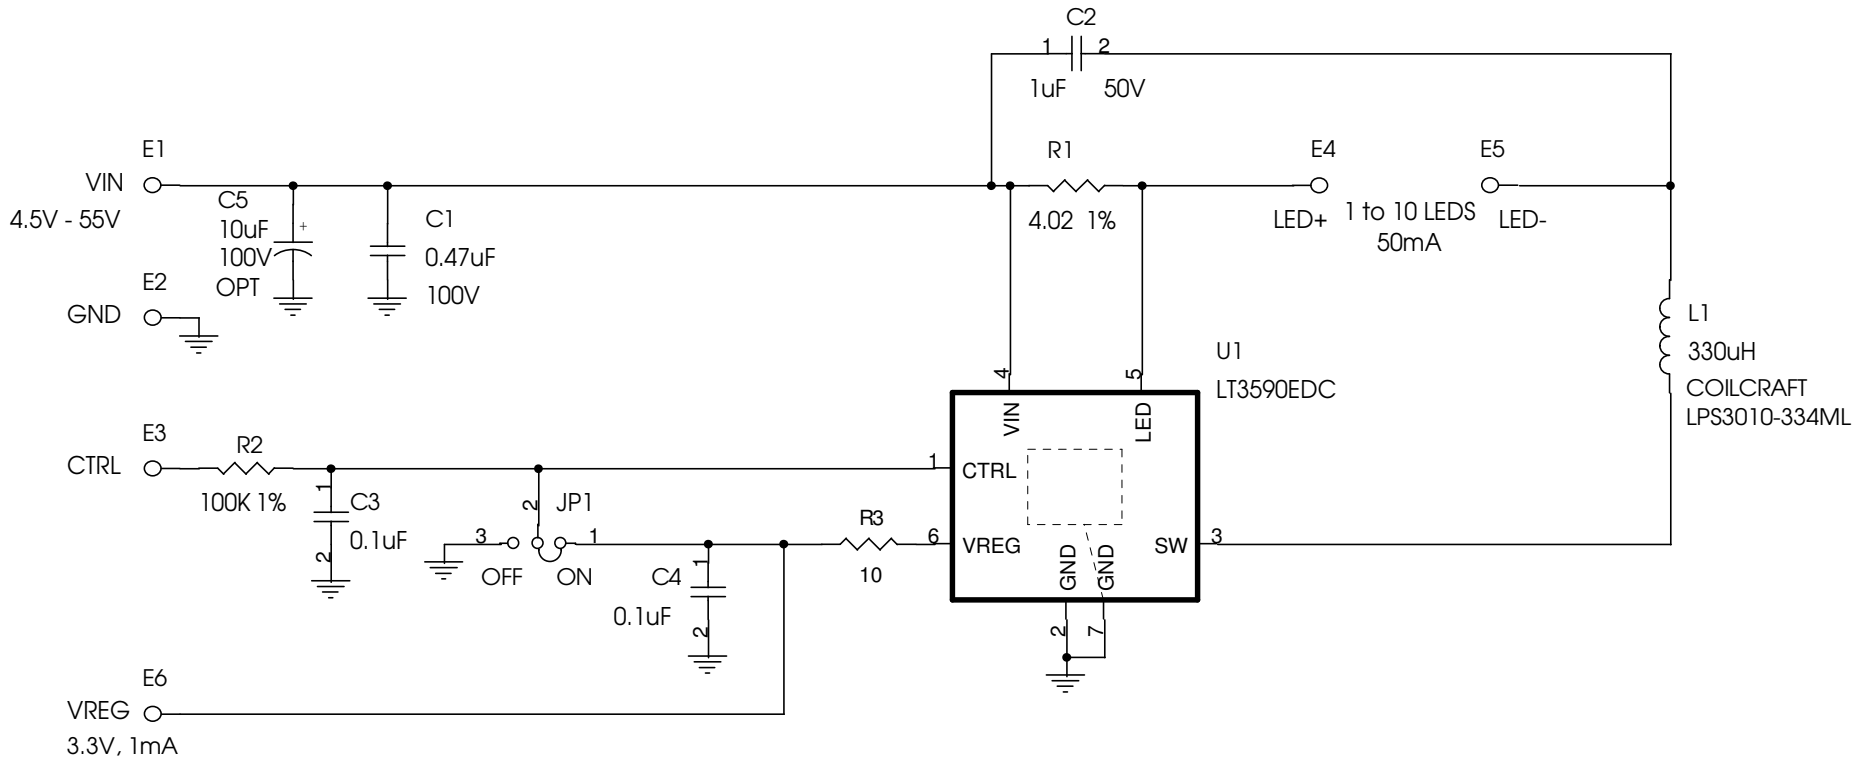 C2
1
2
1uF
50V
E1
VIN
4.5V - 55V
C5
10uF
+
100V
OPT
C1
0.47uF
100V
R1
4.02 1%
E4
LED+
1 to 10 LEDS
50mA
E5
LED-
E2
GND
L1
330uH
COILCRAFT
LPS3010-334ML
U1
LT3590EDC
4
VIN
5
LED
E3
CTRL
R2
100K 1%
1
C3
0.1uF
2
2
JP1
3
1
OFF
ON
1
CTRL
R3
10
6
VREG
SW
3
GND
GND
2
7
1
C4
0.1uF
2
E6
VREG
3.3V, 1mA